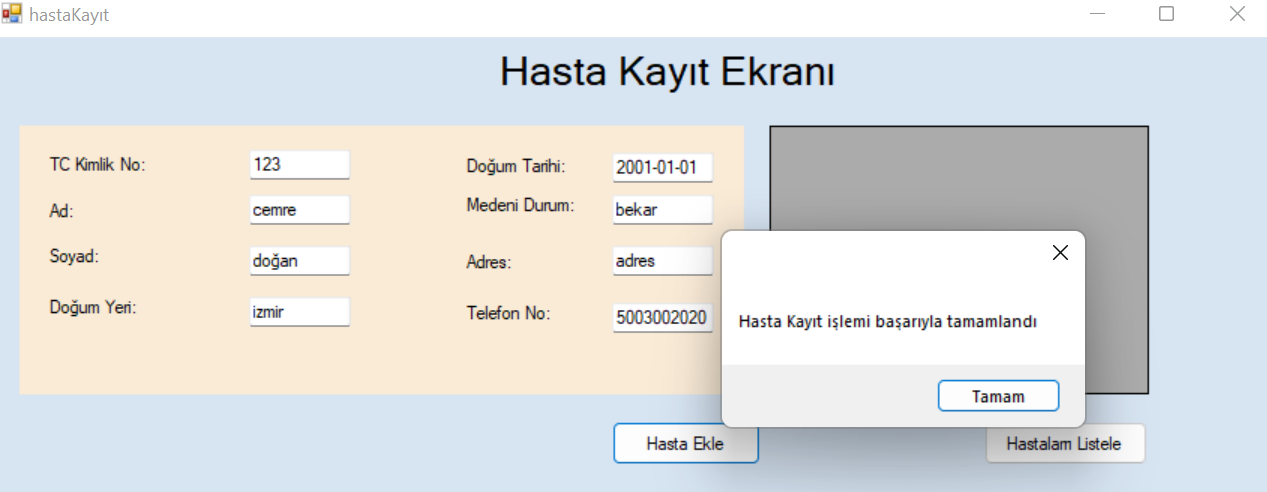 hastaKayıt
Hasta Kayıt Ekranı
TC Kimlik No: 123
Ad: cemre
Soyad: doğan
Doğum Yeri: izmir
Doğum Tarihi: 2001-01-01
Medeni Durum: bekar
Adres: adres
Telefon No: 5003002020
Hasta Kayıt işlemi başarıyla tamamlandı
Tamam
Hasta Ekle
Hastalam Listele